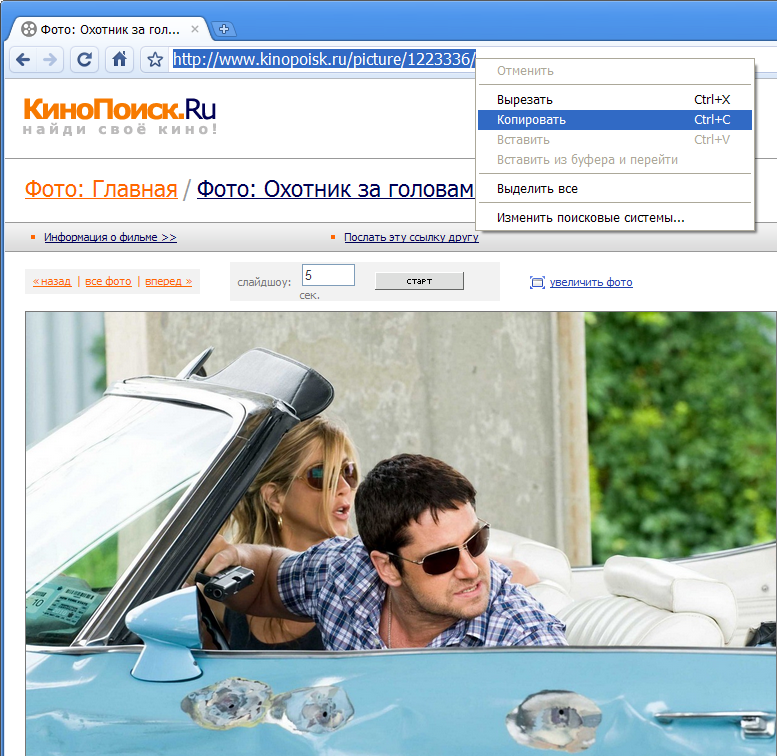 Фото: Охотник за гол...
http://www.kinopoisk.ru/picture/1223336/
Отменить
Вырезать Ctrl+X
Копировать Ctrl+C
Вставить Ctrl+V
Вставить из буфера и перейти
Выделить все
Изменить поисковые системы...
КиноПоиск.Ru
найди своё кино!
Фото: Главная / Фото: Охотник за головам
Информация о фильме >> Послать эту ссылку другу
« назад | все фото | вперед » слайдшоу: 5 сек. старт увеличить фото
10